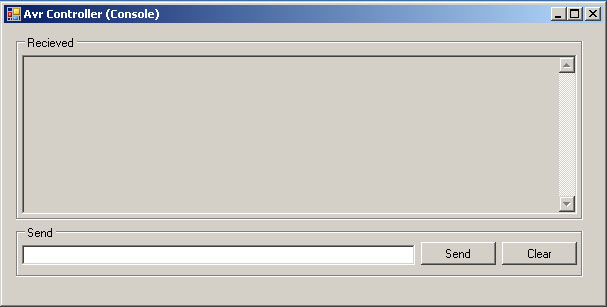 Avr Controller (Console)
Recieved
Send
Send Clear